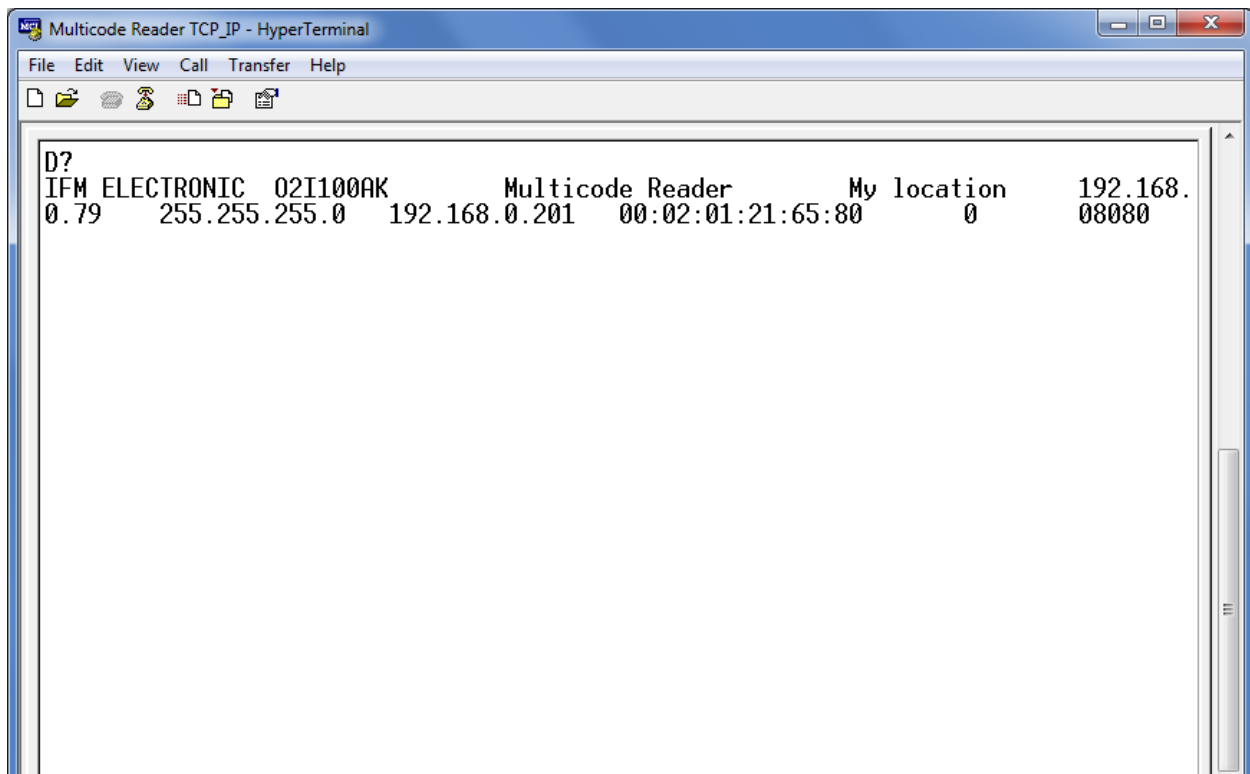 Multicode Reader TCP_IP - HyperTerminal
File Edit View Call Transfer Help
D?
IFM ELECTRONIC O2I100AK Multicode Reader My location 192.168.
0.79 255.255.255.0 192.168.0.201 00:02:01:21:65:80 0 08080